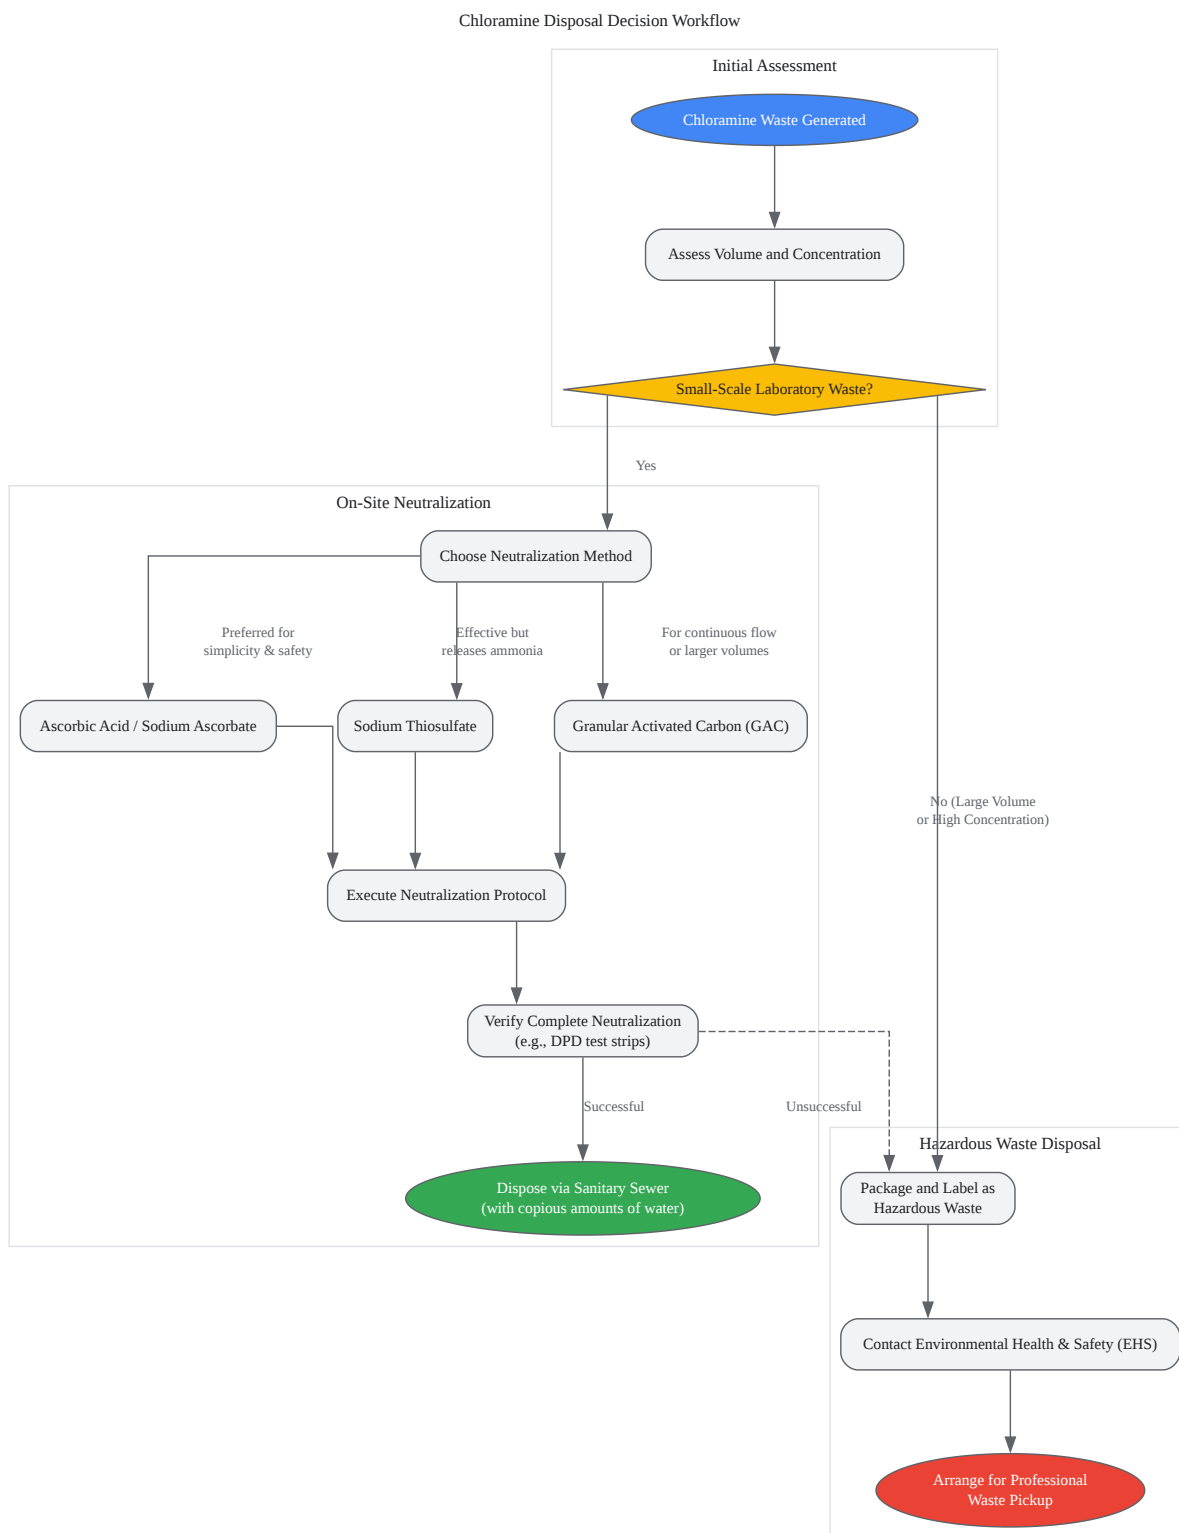 Chloramine Disposal Decision Workflow
Initial Assessment
Chloramine Waste Generated
Assess Volume and Concentration
Small-Scale Laboratory Waste?
Yes
On-Site Neutralization
Choose Neutralization Method
Preferred for
simplicity & safety
Effective but
releases ammonia
For continuous flow
or larger volumes
Ascorbic Acid / Sodium Ascorbate
Sodium Thiosulfate
Granular Activated Carbon (GAC)
No (Large Volume
or High Concentration)
Execute Neutralization Protocol
Verify Complete Neutralization
(e.g., DPD test strips)
Successful
Unsuccessful
Hazardous Waste Disposal
Dispose via Sanitary Sewer
(with copious amounts of water)
Package and Label as
Hazardous Waste
Contact Environmental Health & Safety (EHS)
Arrange for Professional
Waste Pickup